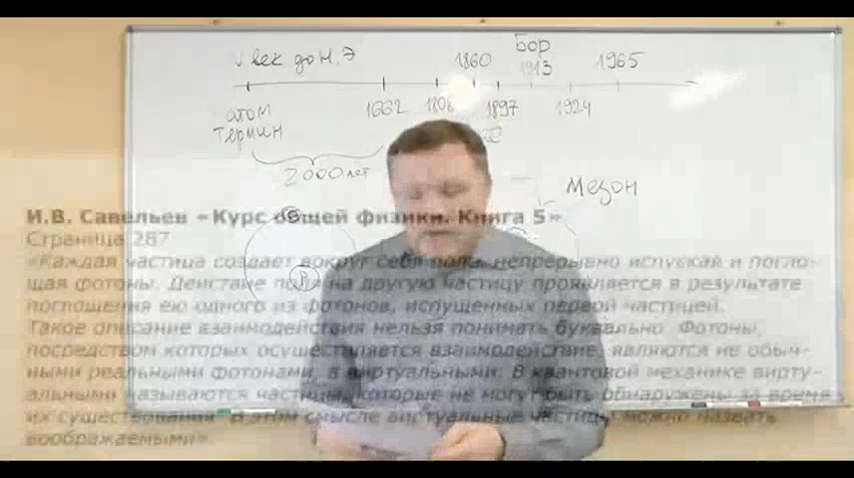 V век до н.э
1860
Бор
1913
1965
атом
термин
1662
1897
1924
2000 лет
мезон
е
Р
И.В. Савельев «Курс общей физики. Книга 5»
Страница 287
«Каждая частица создает вокруг себя поле, непрерывно испуская и погло-
щая фотоны. Действие поля на другую частицу проявляется в результате
поглощения ею одного из фотонов, испущенных первой частицей.
Такое описание взаимодействия нельзя понимать буквально. Фотоны,
посредством которых осуществляется взаимодействие, являются не обыч-
ными реальными фотонами, а виртуальными. В квантовой механике вирту-
альными называются частицы, которые не могут быть обнаружены за время
их существования. В этом смысле виртуальные частицы можно назвать
воображаемыми».